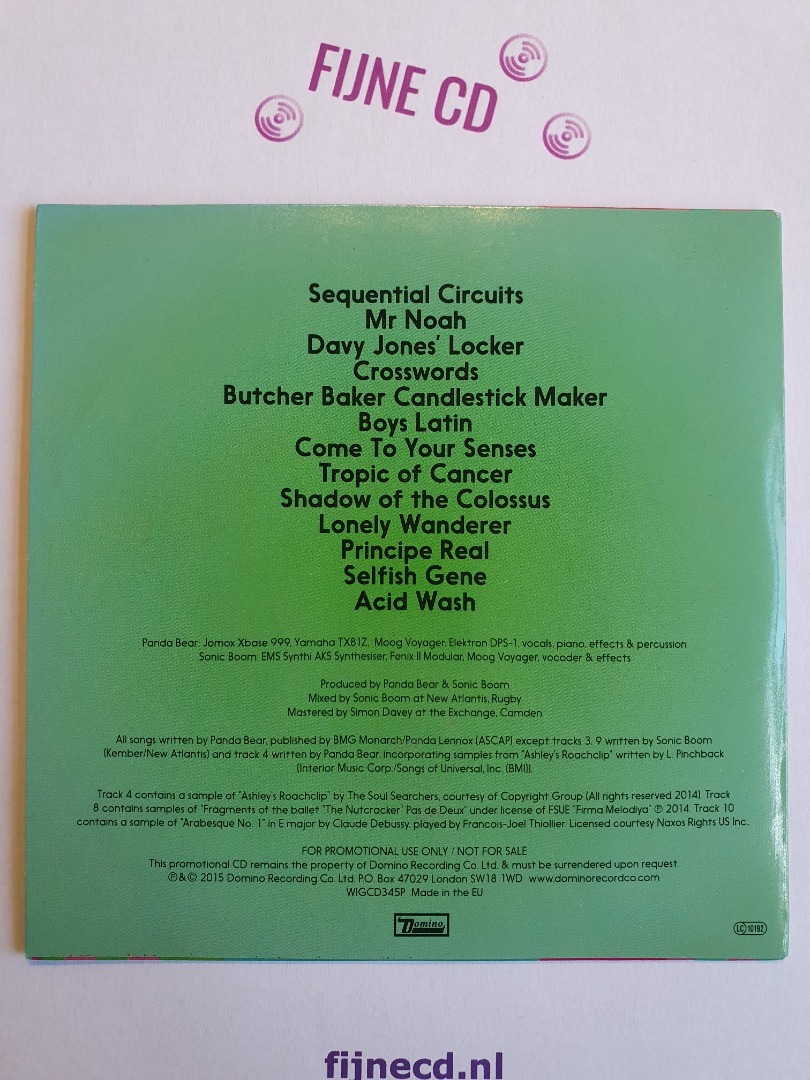 FIJNE CD
Sequential Circuits
Mr Noah
Davy Jones' Locker
Crosswords
Butcher Baker Candlestick Maker
Boys Latin
Come To Your Senses
Tropic of Cancer
Shadow of the Colossus
Lonely Wanderer
Principe Real
Selfish Gene
Acid Wash
Panda Bear: Jomox Xbase 999, Yamaha TX81Z, Moog Voyager, Elektron DPS-1, vocals, piano, effects & percussion
Sonic Boom: EMS Synthi AKS Synthesiser, Fenix II Modular, Moog Voyager, vocoder & effects
Produced by Panda Bear & Sonic Boom
Mixed by Sonic Boom at New Atlantis, Rugby
Mastered by Simon Davey at the Exchange, Camden
All songs written by Panda Bear, published by BMG Monarch/Panda Lennox (ASCAP) except tracks 3, 9 written by Sonic Boom
(Kember/New Atlantis) and track 4 written by Panda Bear, incorporating samples from "Ashley's Roachclip" written by L. Pinchback
(Interior Music Corp./Songs of Universal, Inc. (BMI)).
Track 4 contains a sample of "Ashley's Roachclip" by The Soul Searchers, courtesy of Copyright Group (All rights reserved 2014). Track
8 contains samples of "Fragments of the ballet "The Nutcracker" Pas de Deux" under license of FSUE "Firma Melodiya" ℗ 2014. Track 10
contains a sample of "Arabesque No. 1" in E major by Claude Debussy, played by Francois-Joel Thiollier. Licensed courtesy Naxos Rights US Inc.
FOR PROMOTIONAL USE ONLY / NOT FOR SALE
This promotional CD remains the property of Domino Recording Co. Ltd. & must be surrendered upon request.
℗&© 2015 Domino Recording Co. Ltd. P.O. Box 47029 London SW18 1WD www.dominorecordco.com
WIGCD345P Made in the EU
Domino
LC 10192
fijnecd.nl